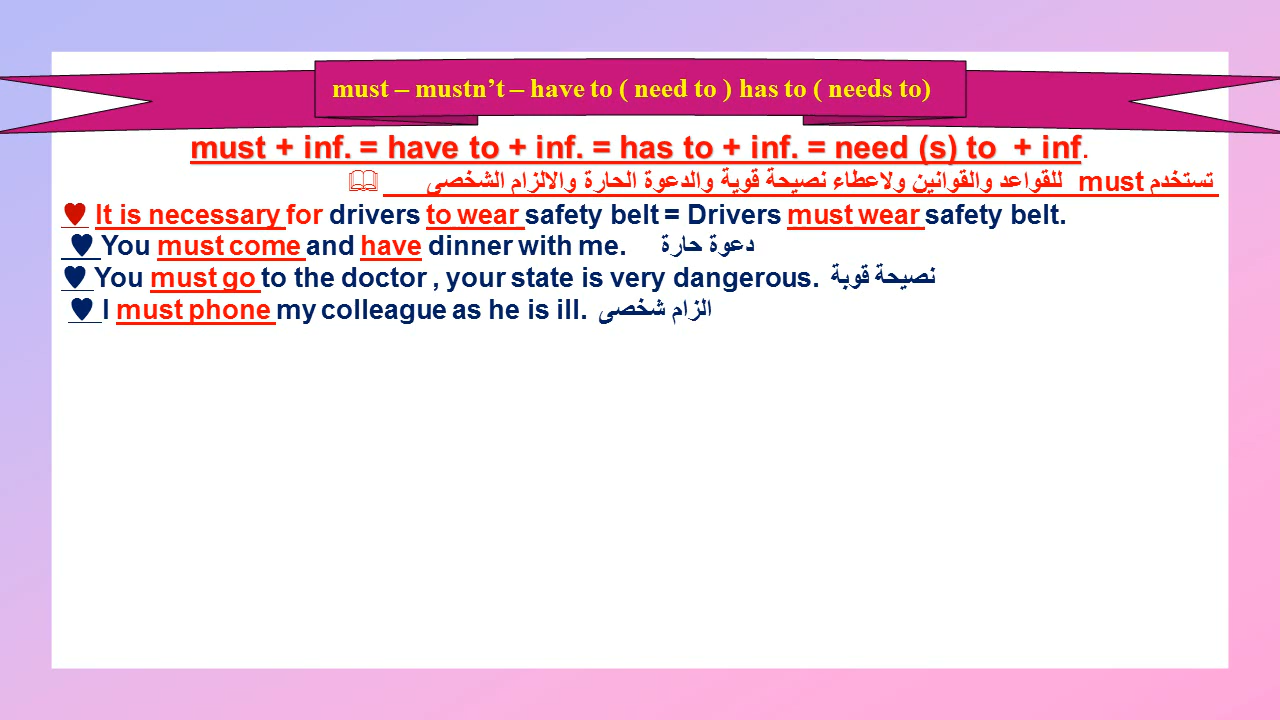 must – mustn’t – have to ( need to ) has to ( needs to)
must + inf. = have to + inf. = has to + inf. = need (s) to + inf.
تستخدم must للقواعد والقوانين ولاعطاء نصيحة قوية والدعوة الحارة والالزام الشخصى
It is necessary for drivers to wear safety belt = Drivers must wear safety belt.
You must come and have dinner with me. دعوة حارة
You must go to the doctor , your state is very dangerous. نصيحة قوية
I must phone my colleague as he is ill. الزام شخصى